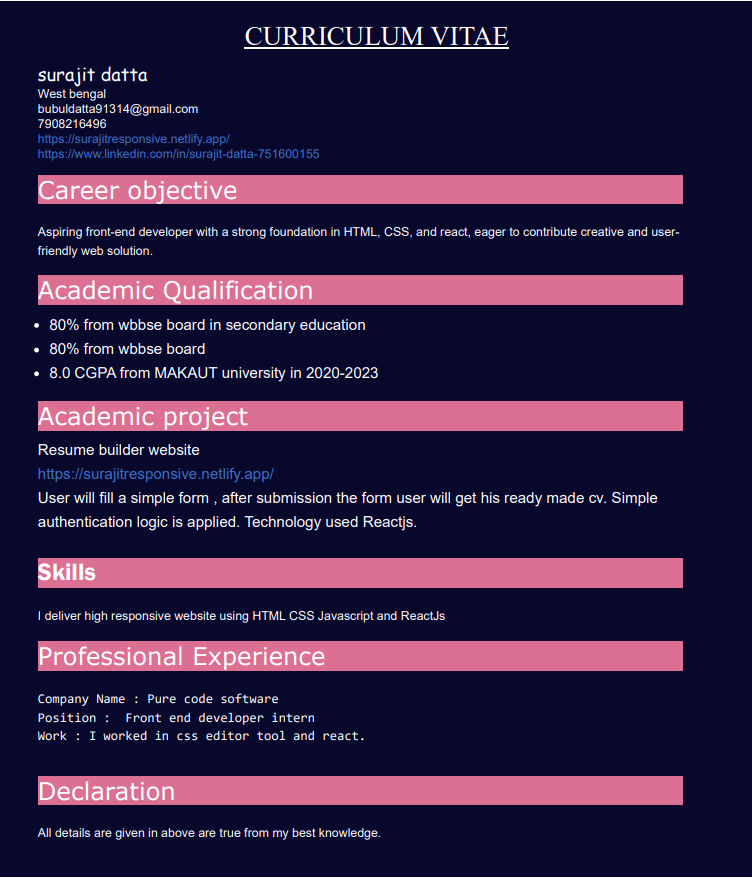 CURRICULUM VITAE
surajit datta
West bengal
bubuldatta91314@gmail.com
7908216496
https://surajitresponsive.netlify.app/
https://www.linkedin.com/in/surajit-datta-751600155
Career objective
Aspiring front-end developer with a strong foundation in HTML, CSS, and react, eager to contribute creative and user-
friendly web solution.
Academic Qualification
• 80% from wbbse board in secondary education
• 80% from wbbse board
• 8.0 CGPA from MAKAUT university in 2020-2023
Academic project
Resume builder website
https://surajitresponsive.netlify.app/
User will fill a simple form , after submission the form user will get his ready made cv. Simple
authentication logic is applied. Technology used Reactjs.
Skills
I deliver high responsive website using HTML CSS Javascript and ReactJs
Professional Experience
Company Name : Pure code software
Position :  Front end developer intern
Work : I worked in css editor tool and react.
Declaration
All details are given in above are true from my best knowledge.